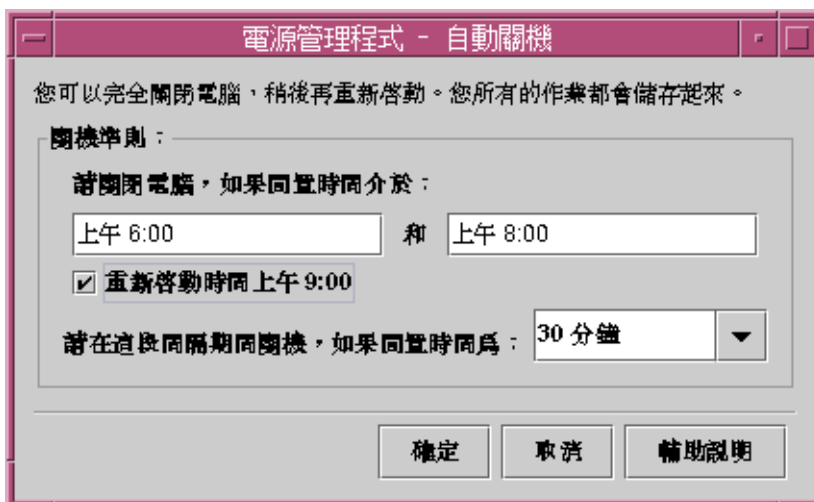 電源管理程式 - 自動關機
您可以完全關閉電腦，稍後再重新啓動。您所有的作業都會儲存起來。
關機準則：
請關閉電腦，如果閒置時間介於：
上午 6:00 和 上午 8:00
重新啓動時間上午 9:00
請在這段間隔期間關機，如果閒置時間爲： 30 分鐘
確定 取消 輔助說明